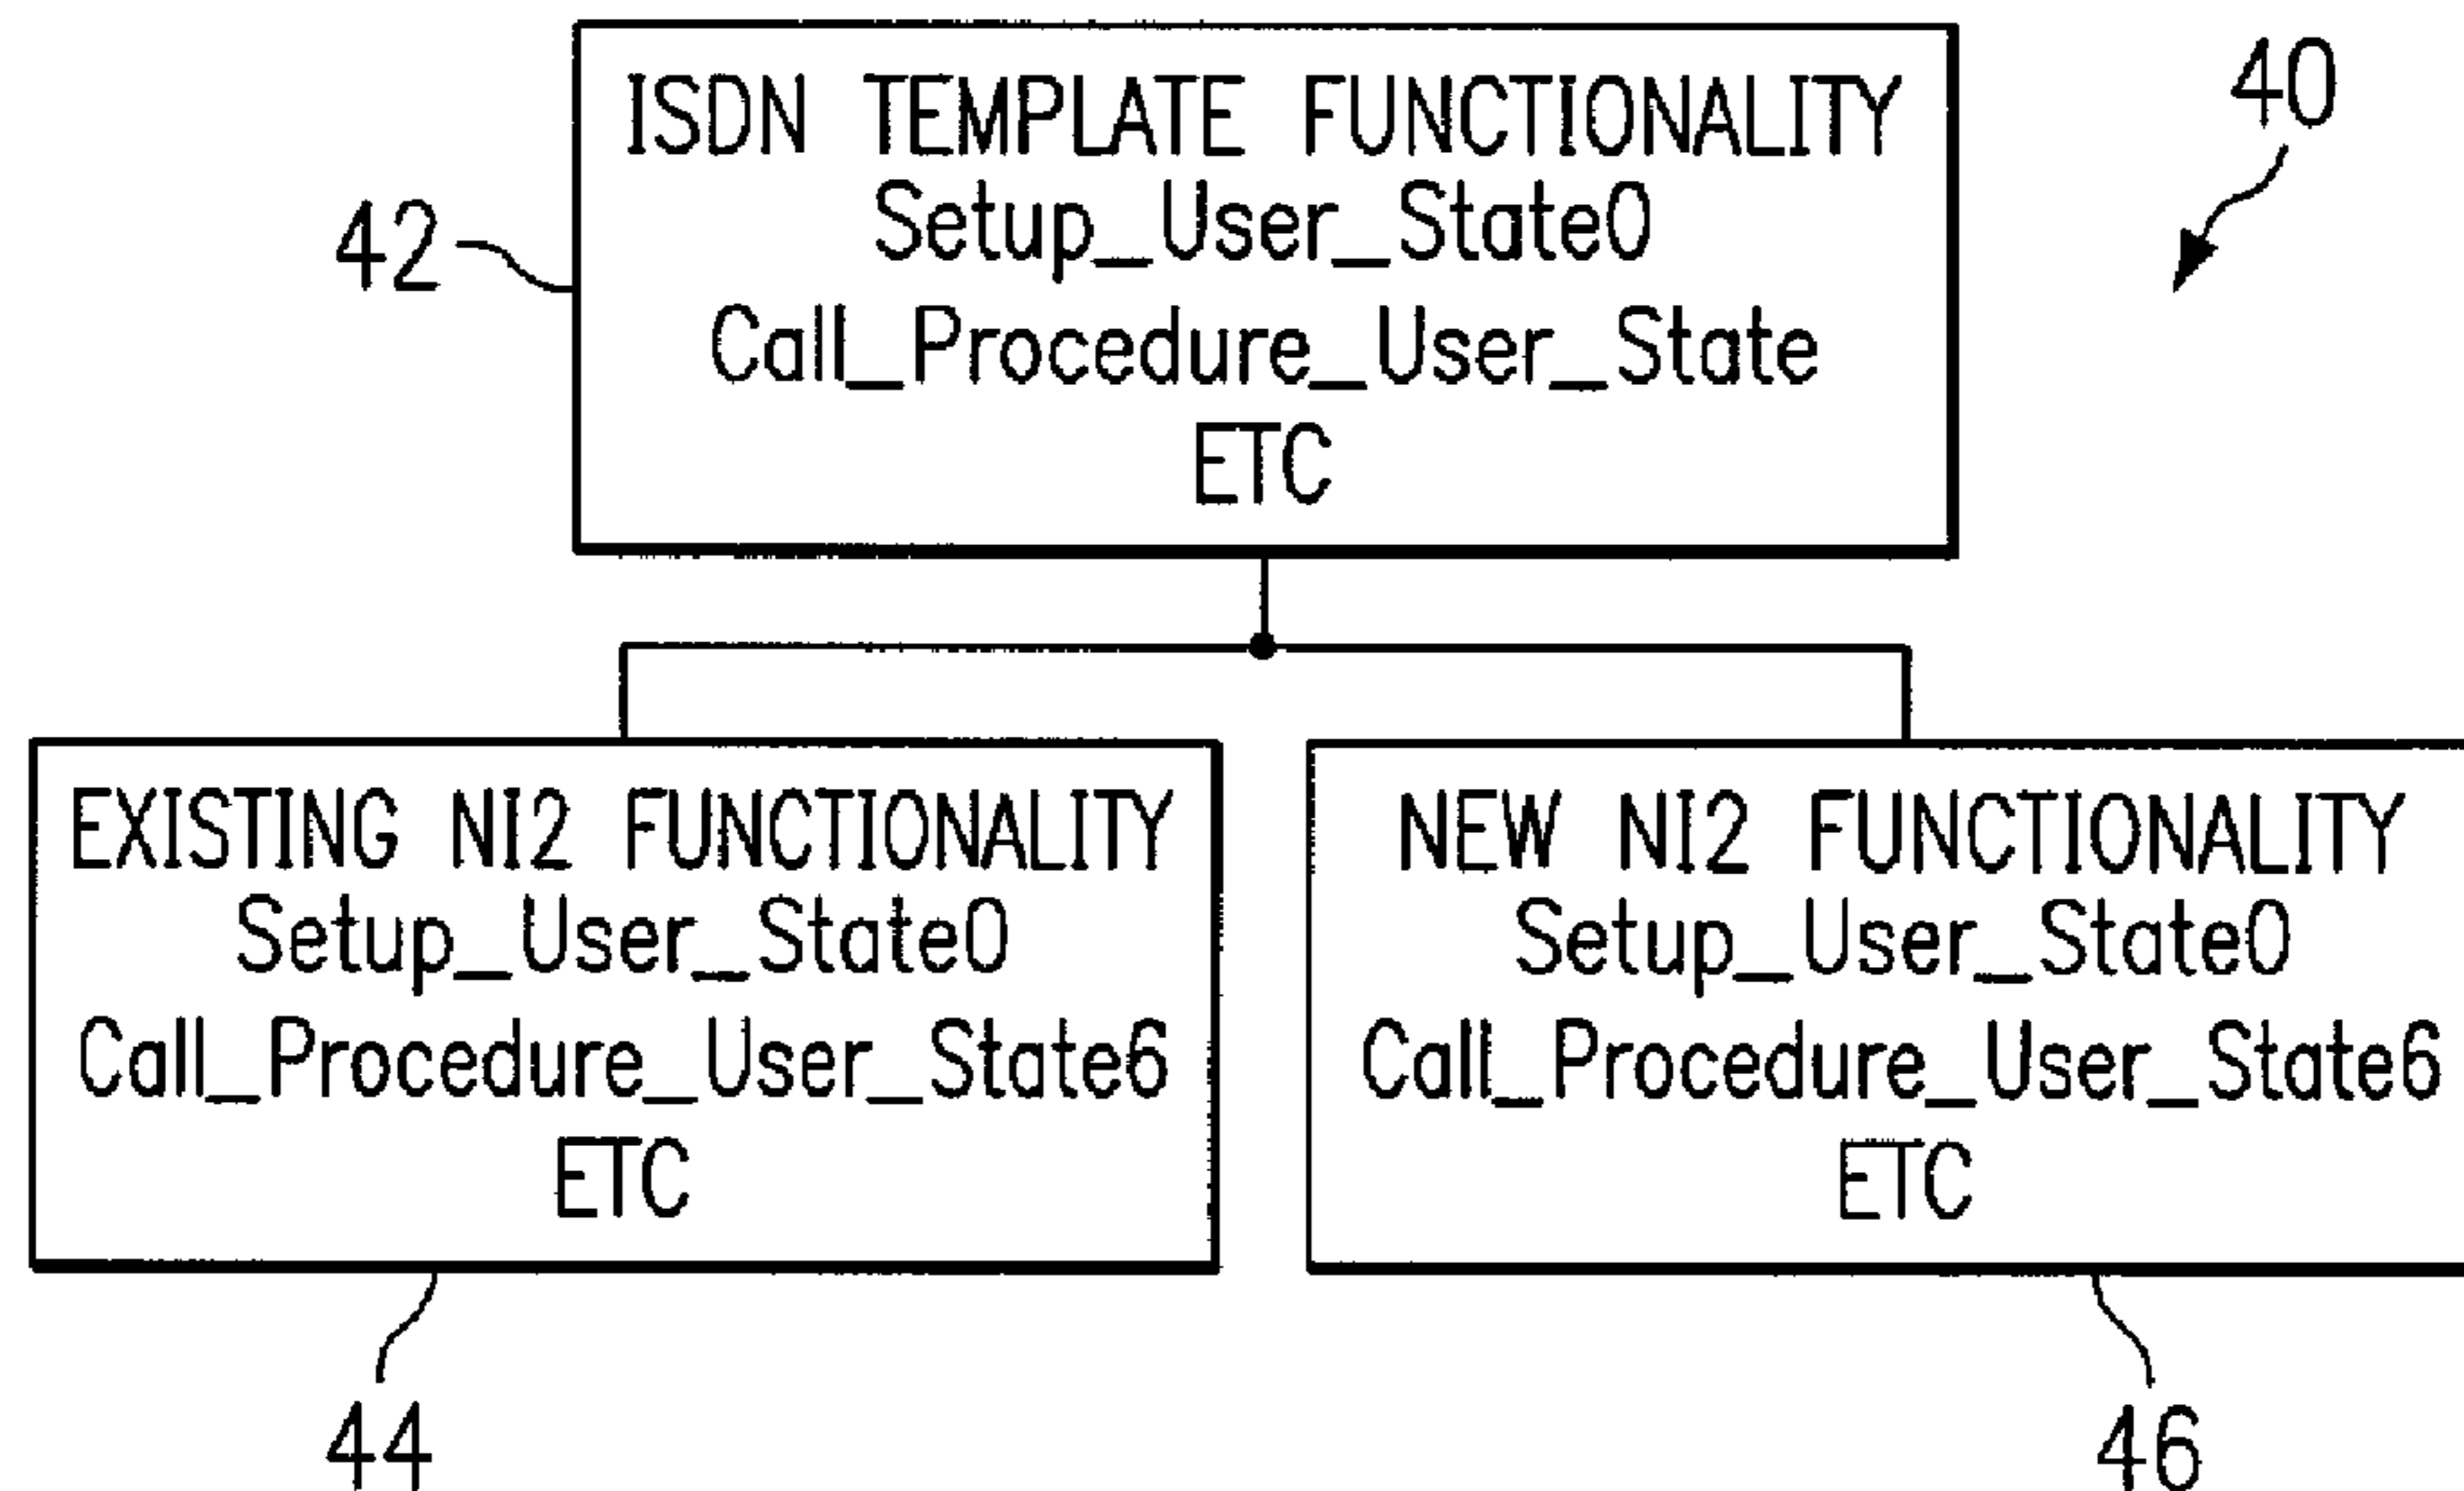 ISDN TEMPLATE FUNCTIONALITY
Setup_User_State0
Call_Procedure_User_State
ETC
40
42
EXISTING NI2 FUNCTIONALITY
Setup_User_State0
Call_Procedure_User_State6
ETC
44
NEW NI2 FUNCTIONALITY
Setup_User_State0
Call_Procedure_User_State6
ETC
46